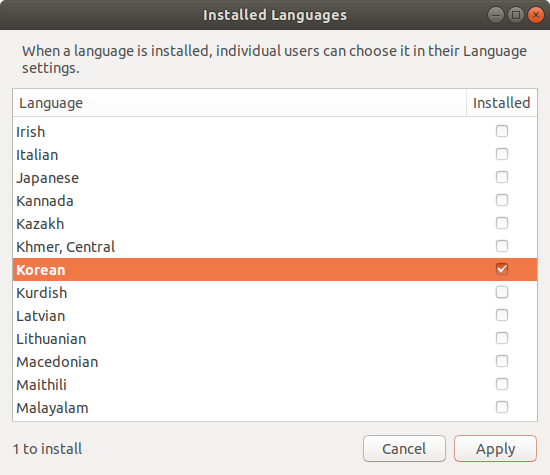 Installed Languages
When a language is installed, individual users can choose it in their Language
settings.
Language Installed
Irish
Italian
Japanese
Kannada
Kazakh
Khmer, Central
Korean
Kurdish
Latvian
Lithuanian
Macedonian
Maithili
Malayalam
1 to install Cancel Apply